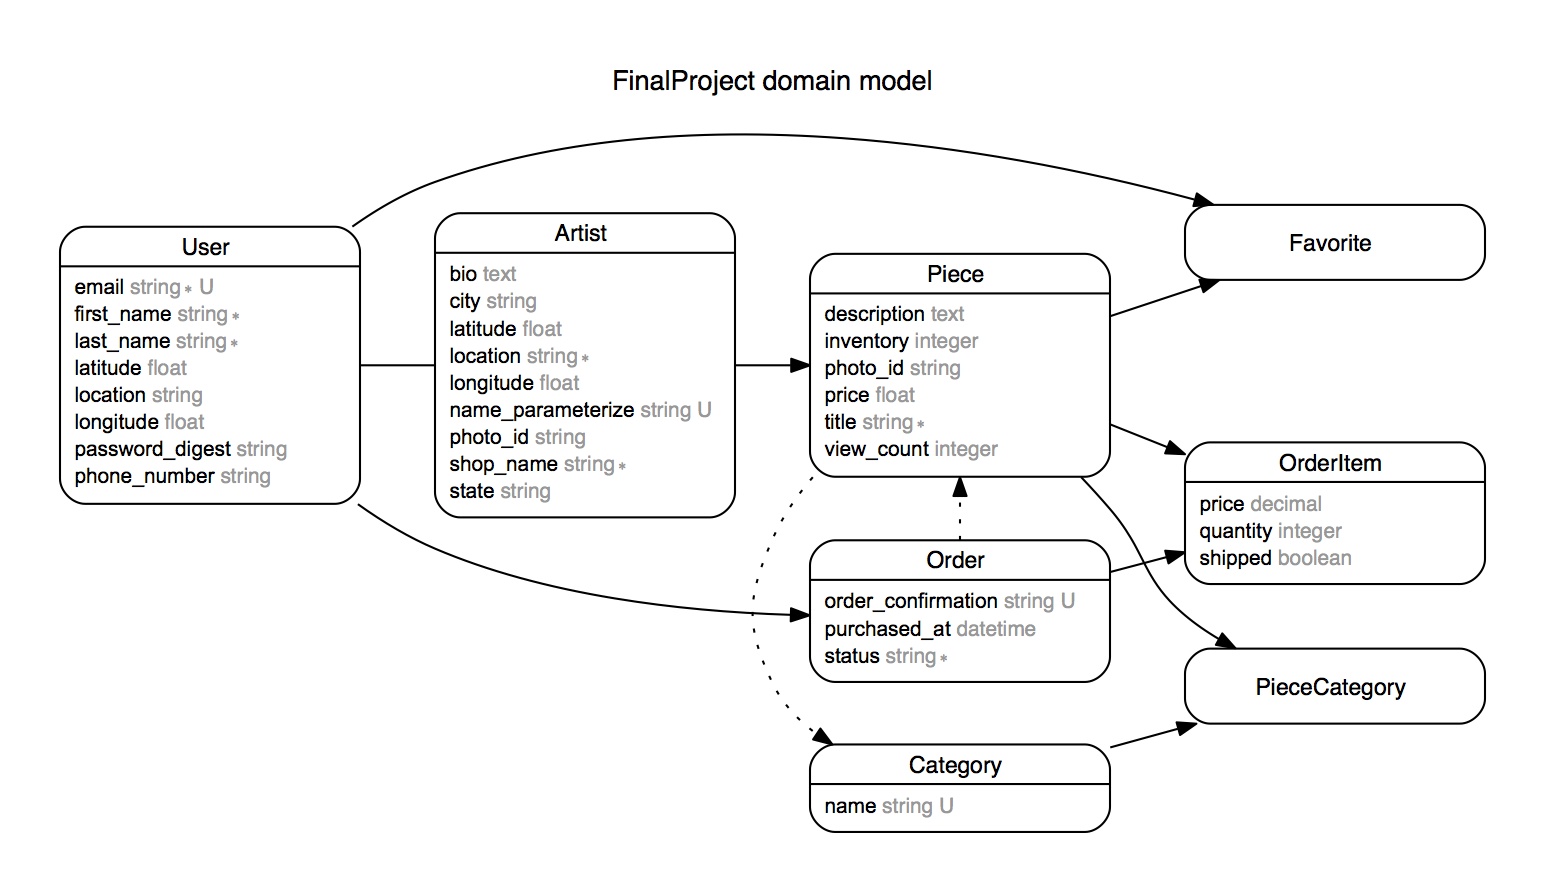 FinalProject domain model
User
email string * U
first_name string *
last_name string *
latitude float
location string
longitude float
password_digest string
phone_number string
Artist
bio text
city string
latitude float
location string *
longitude float
name_parameterize string U
photo_id string
shop_name string *
state string
Piece
description text
inventory integer
photo_id string
price float
title string *
view_count integer
Order
order_confirmation string U
purchased_at datetime
status string *
Category
name string U
Favorite
OrderItem
price decimal
quantity integer
shipped boolean
PieceCategory